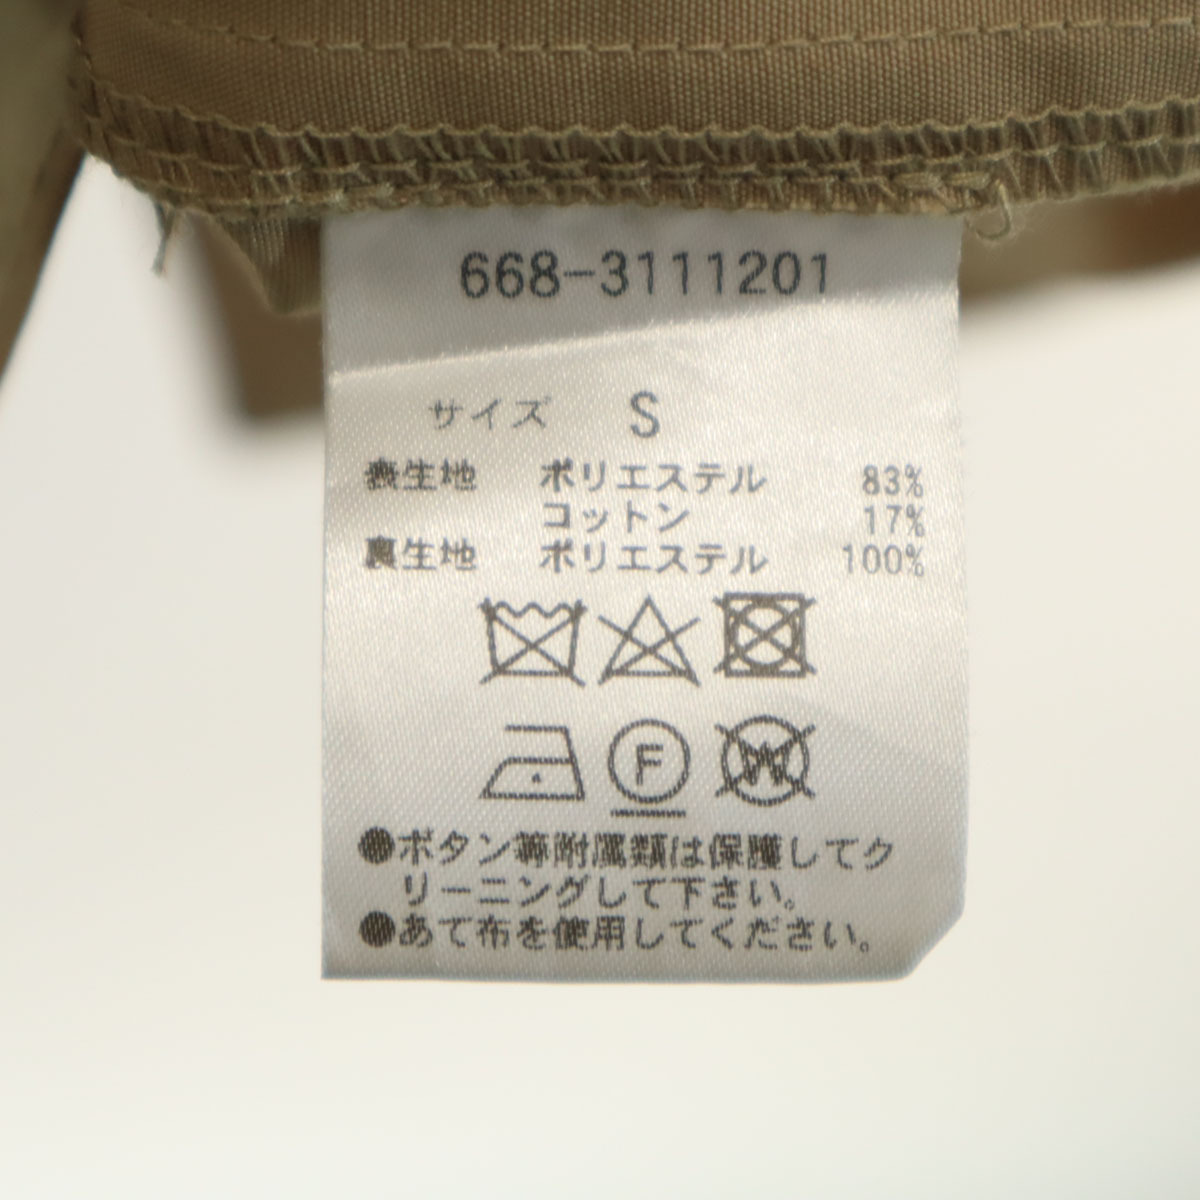 668-3111201
サイズ S
表生地 ポリエステル 83%
コットン 17%
裏生地 ポリエステル 100%
F
W
●ボタン等附属類は保護してク
リーニングして下さい。
●あて布を使用してください。